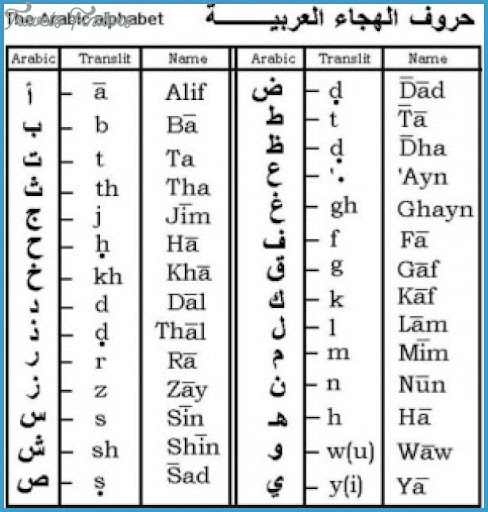 The Arabic alphabet حروف الهجاء العربيـــــة
Arabic Translit Name Arabic Translit Name
أ – ā Alif ض – ḍ D̄ād
ب – b Bā ط – t T̄ā
ت – t Ta ظ – ḍ D̄ha
ث – th Tha ع – '. 'Ayn
ج – j Jīm غ – gh Ghayn
ح – ḥ Hā ف – f Fā
خ – kh Khā ق – g Gāf
د – d Dāl ك – k Kāf
ذ – ḍ Thāl ل – l Lām
ر – r Rā م – m Mīm
ز – z Zāy ن – n Nūn
س – s Sīn هـ – h Hā
ش – sh Shīn و – w(u) Wāw
ص – ṣ S̄ad ي – y(i) Yā